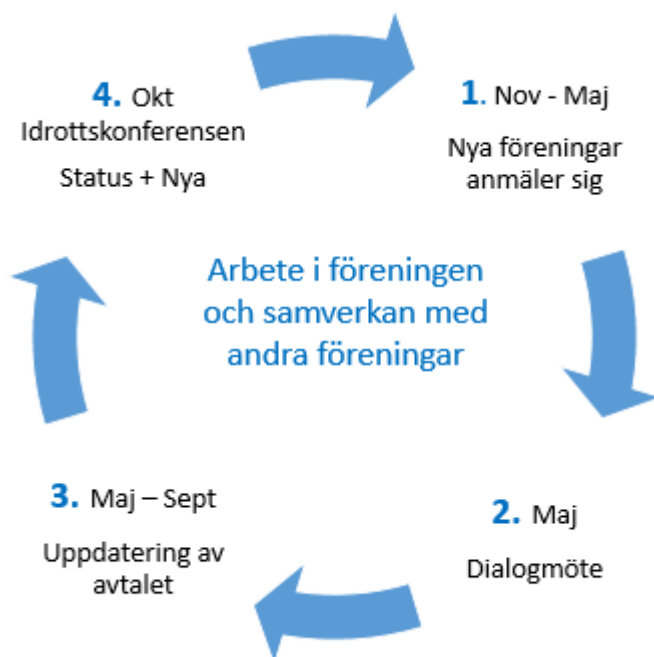 4. Okt
Idrottskonferensen
Status + Nya
1. Nov - Maj
Nya föreningar
anmäler sig
Arbete i föreningen
och samverkan med
andra föreningar
3. Maj – Sept
Uppdatering av
avtalet
2. Maj
Dialogmöte